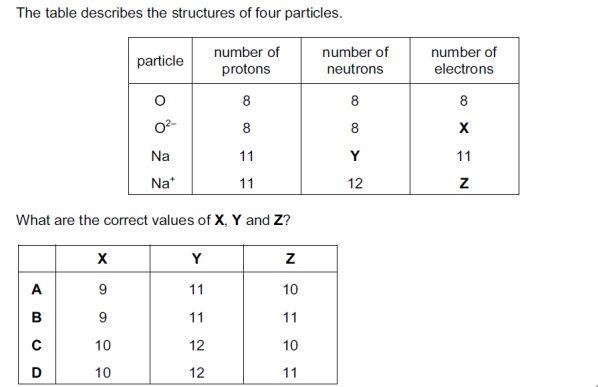 The table describes the structures of four particles.
particle number of protons number of neutrons number of electrons
O 8 8 8
O²⁻ 8 8 X
Na 11 Y 11
Na⁺ 11 12 Z
What are the correct values of X, Y and Z?
X Y Z
A 9 11 10
B 9 11 11
C 10 12 10
D 10 12 11